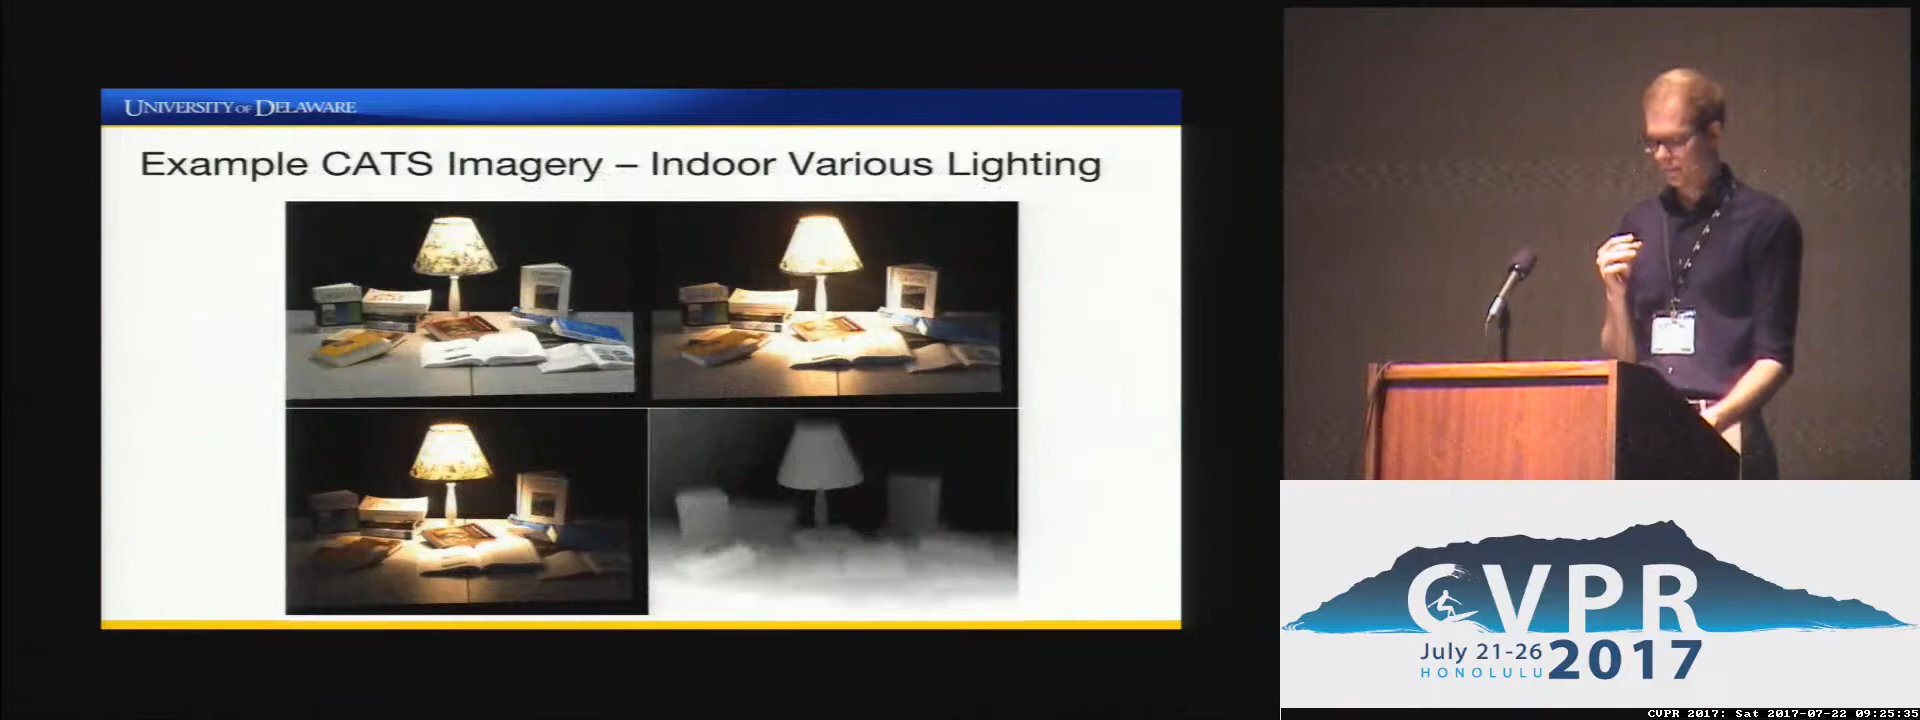 UNIVERSITY OF DELAWARE
Example CATS Imagery – Indoor Various Lighting
CVPR
July 21-26
HONOLULU
2017
CVPR 2017: Sat 2017-07-22 09:25:35